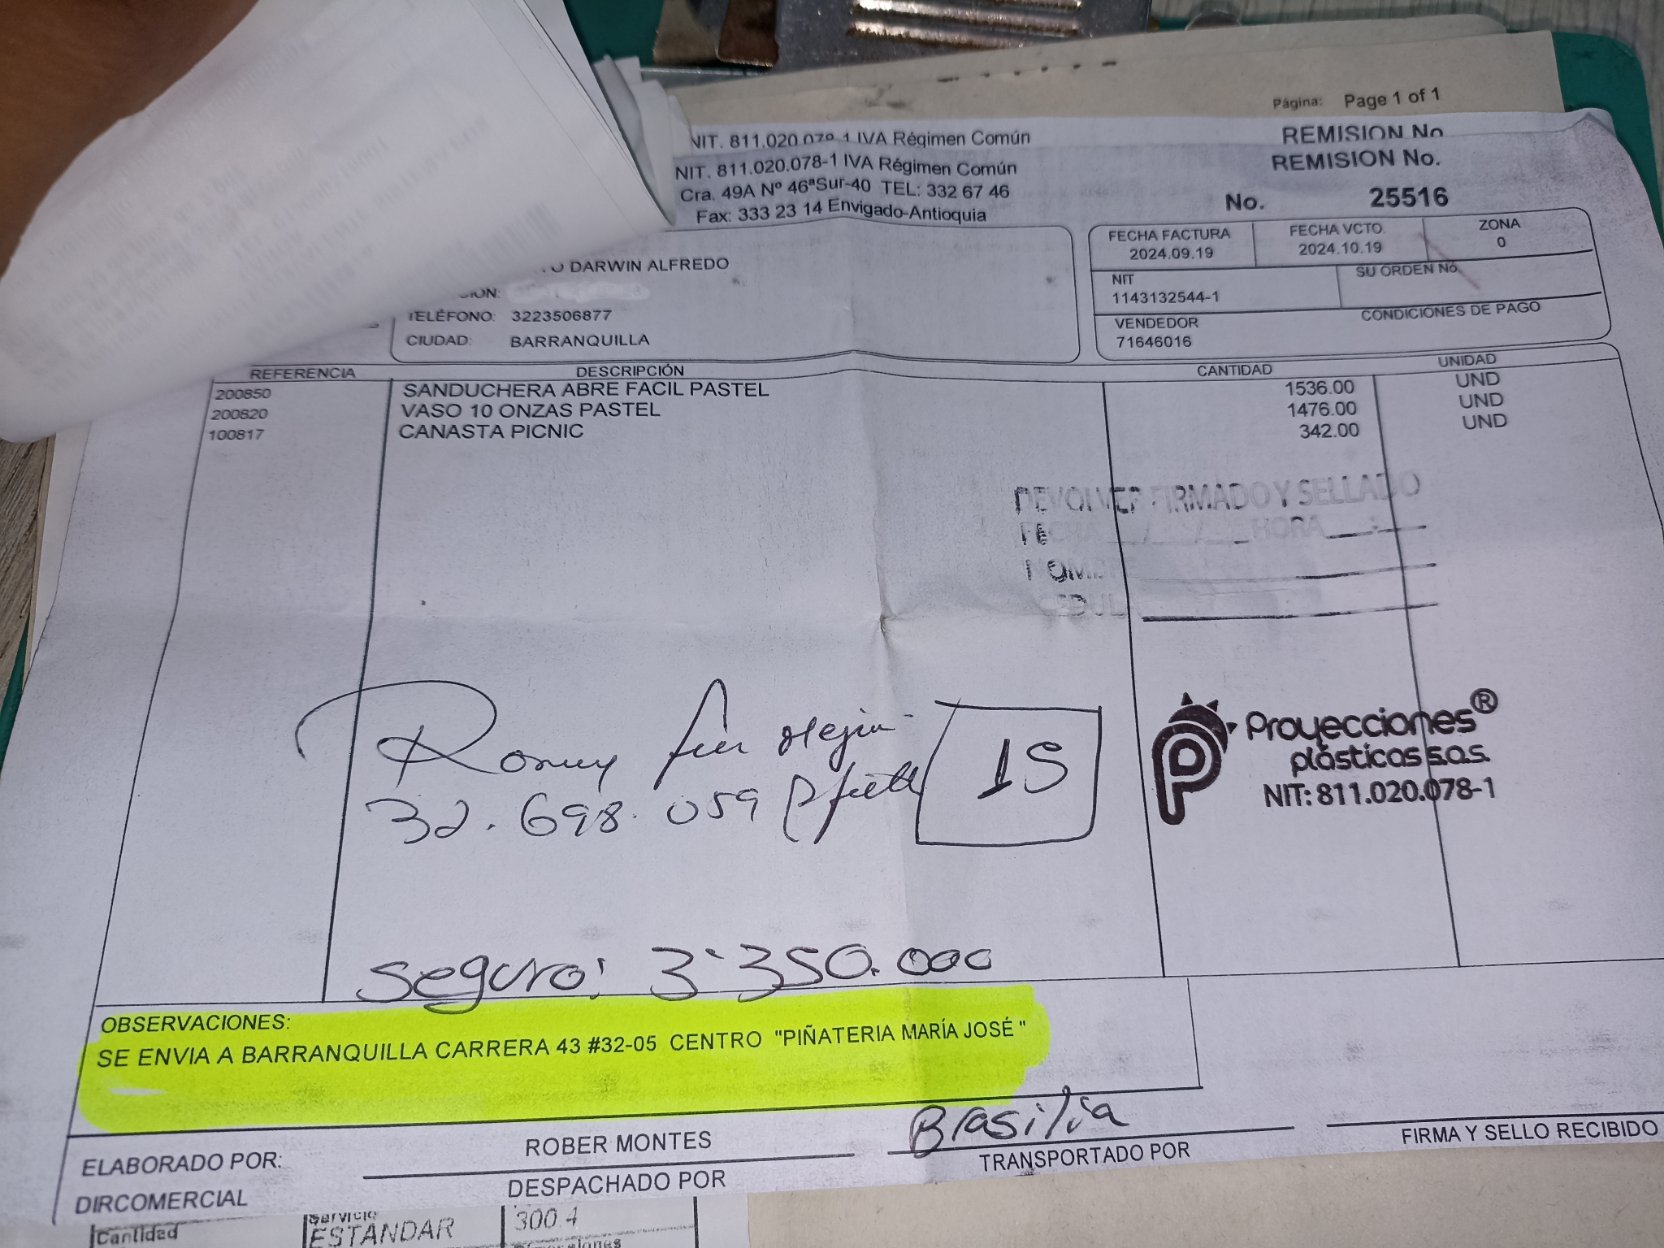 Página: Page 1 of 1
NIT. 811.020.078-1 IVA Régimen Común
REMISION No
NIT. 811.020.078-1 IVA Régimen Común
REMISION No.
Cra. 49A Nº 46ªSur-40 TEL: 332 67 46
Fax: 333 23 14 Envigado-Antioquia
No. 25516
FECHA FACTURA
2024.09.19
FECHA VCTO.
2024.10.19
ZONA
0
DARWIN ALFREDO
NIT
1143132544-1
SU ORDEN No
TELÉFONO: 3223506877
CIUDAD: BARRANQUILLA
VENDEDOR
71646016
CONDICIONES DE PAGO
REFERENCIA DESCRIPCIÓN CANTIDAD UNIDAD
200850 SANDUCHERA ABRE FACIL PASTEL 1536.00 UND
200820 VASO 10 ONZAS PASTEL 1476.00 UND
100817 CANASTA PICNIC 342.00 UND
DEVOLVER FIRMADO Y SELLADO
HORA
32.698.059
15
Proyecciones®
plásticas s.a.s.
NIT: 811.020.078-1
seguro: 3'350.000
OBSERVACIONES:
SE ENVIA A BARRANQUILLA CARRERA 43 #32-05 CENTRO "PIÑATERIA MARÍA JOSÉ"
Brasilia
ELABORADO POR:
DIRCOMERCIAL
ROBER MONTES
DESPACHADO POR
TRANSPORTADO POR
FIRMA Y SELLO RECIBIDO
Cantidad
Servicio
ESTANDAR
300.4